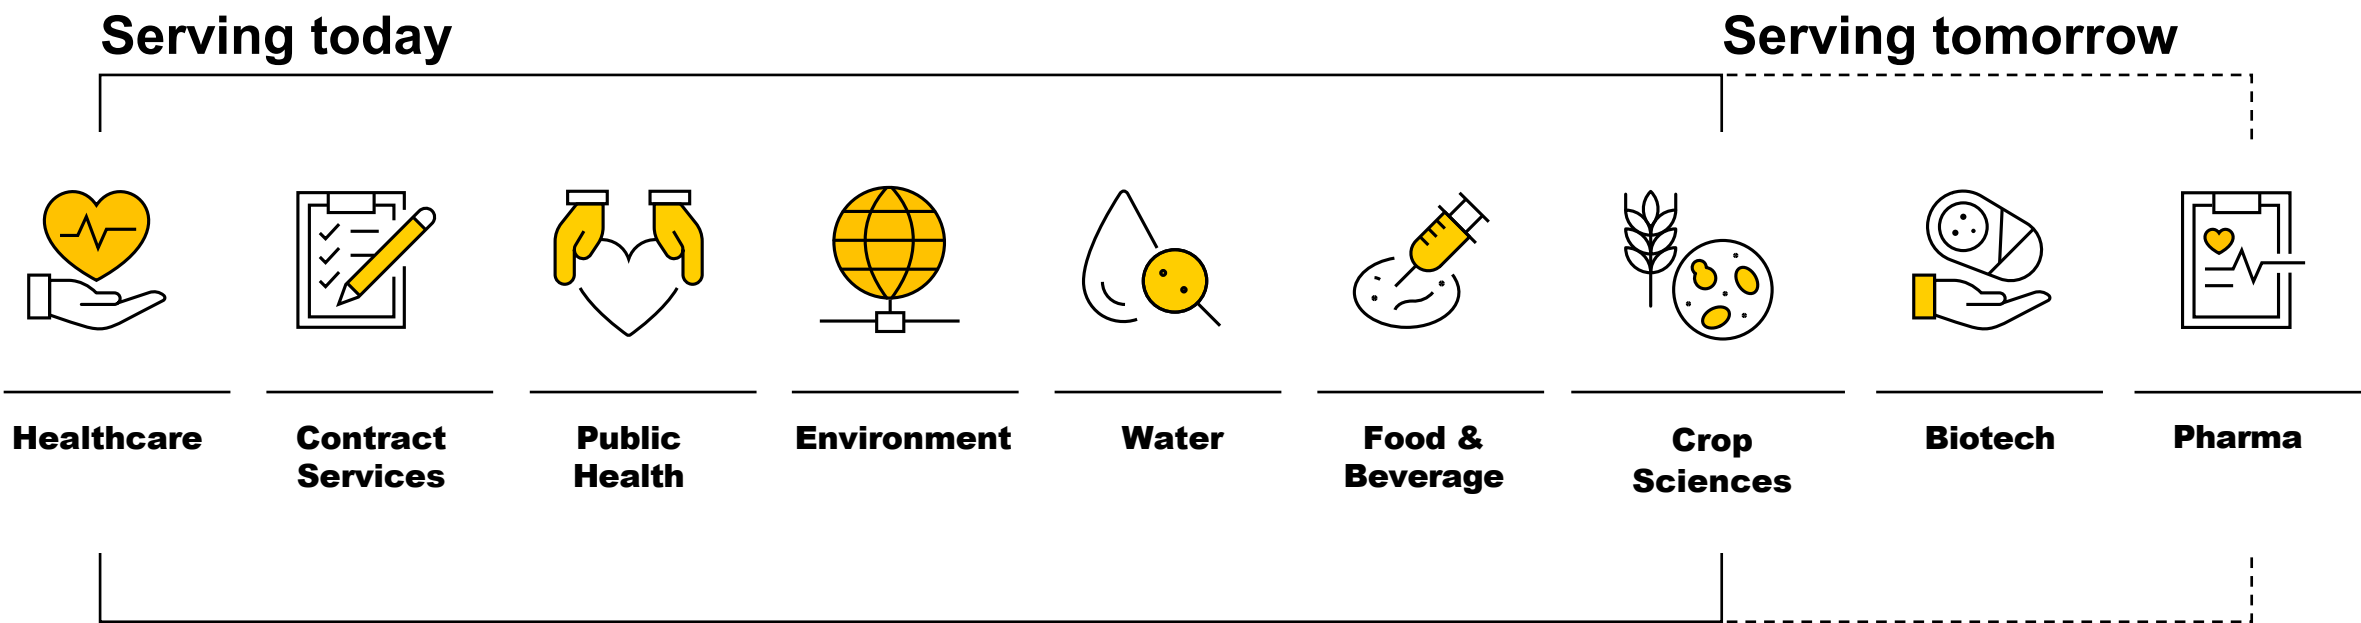 Serving today
Serving tomorrow
Healthcare
Contract
Services
Public
Health
Environment
Water
Food &
Beverage
Crop
Sciences
Biotech
Pharma